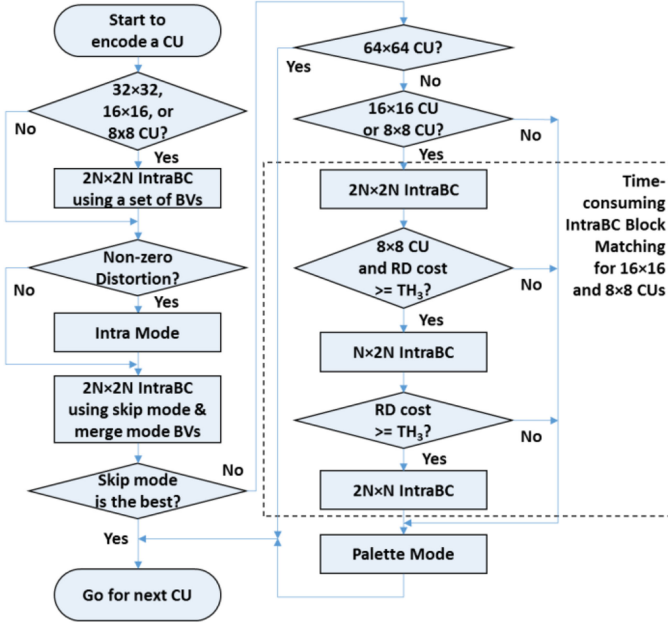 Start to
encode a CU
32×32,
16×16, or
8x8 CU?
No
Yes
2N×2N IntraBC
using a set of BVs
Non-zero
Distortion?
No
Yes
Intra Mode
2N×2N IntraBC
using skip mode &
merge mode BVs
No
Skip mode
is the best?
Yes
Go for next CU
64×64 CU?
Yes
No
16×16 CU
or 8×8 CU?
No
Yes
2N×2N IntraBC
Time-
consuming
IntraBC Block
Matching
for 16×16
and 8×8 CUs
8×8 CU
and RD cost
>= TH₃?
No
Yes
N×2N IntraBC
RD cost
>= TH₃?
No
Yes
2N×N IntraBC
Palette Mode